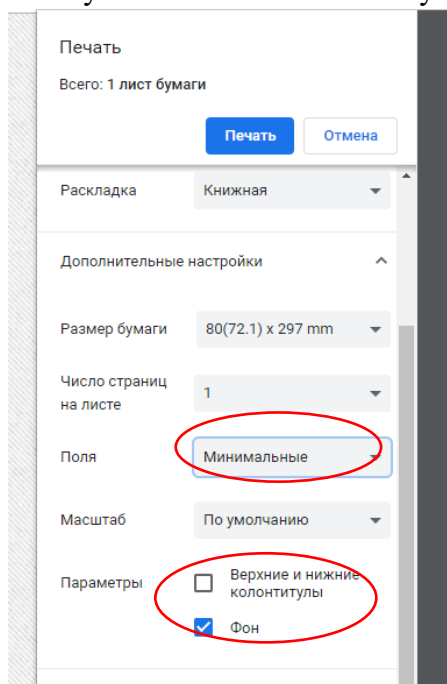 Печать
Всего: 1 лист бумаги
Печать Отмена
Раскладка Книжная
Дополнительные настройки
Размер бумаги 80(72.1) x 297 mm
Число страниц
на листе 1
Поля Минимальные
Масштаб По умолчанию
Параметры Верхние и нижние
колонтитулы
Фон